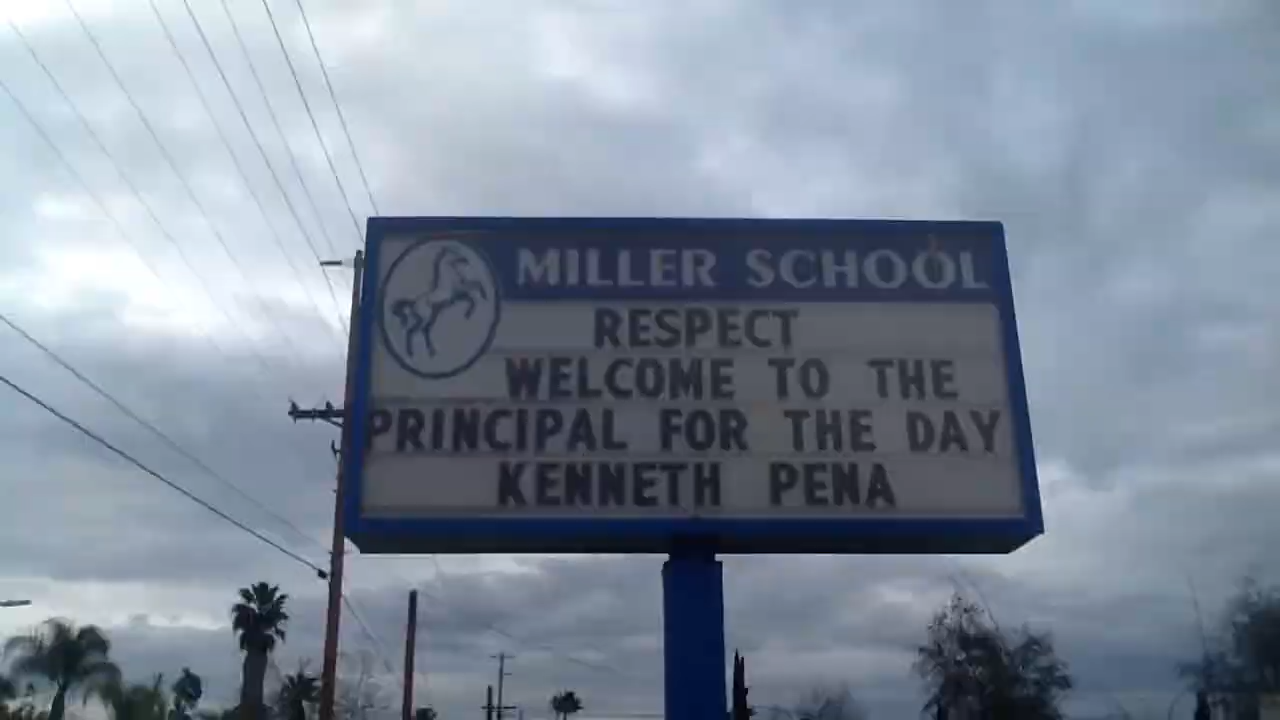 MILLER SCHOOL
RESPECT
WELCOME TO THE
PRINCIPAL FOR THE DAY
KENNETH PENA